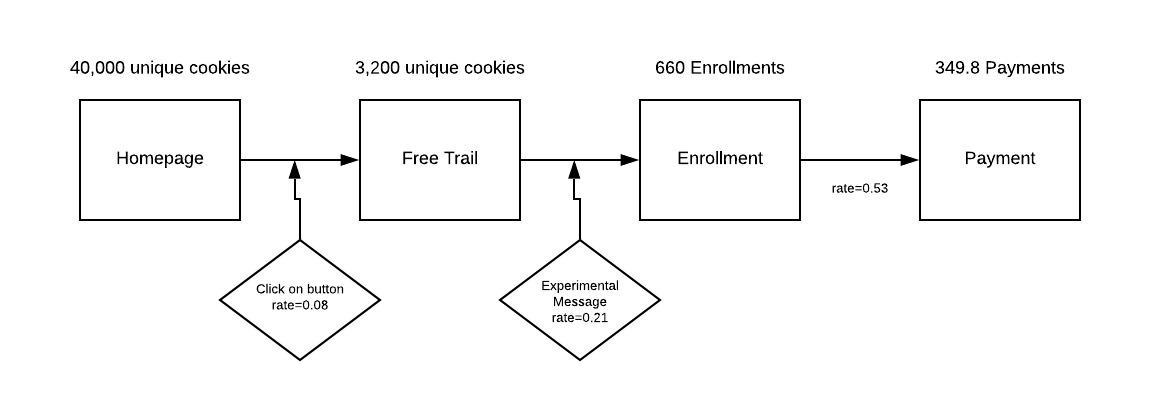 40,000 unique cookies
3,200 unique cookies
660 Enrollments
349.8 Payments
Homepage
Free Trail
Enrollment
Payment
rate=0.53
Click on button
rate=0.08
Experimental
Message
rate=0.21